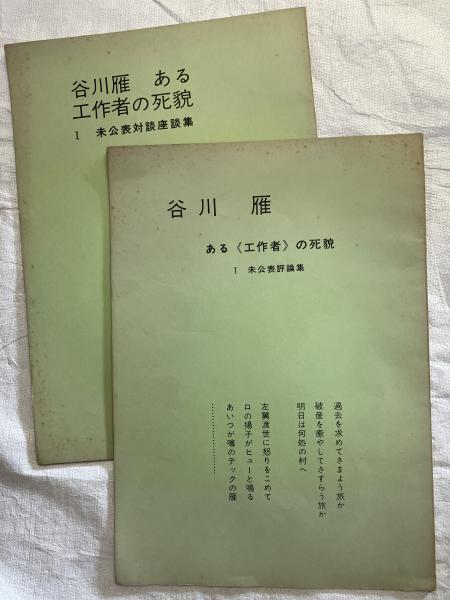 谷川雁　ある
工作者の死貌
I　未公表対談座談集
谷川　雁
ある《工作者》の死貌
I　未公表評論集
過去を求めてさまよう旅か
破産を癒やしてさすらう旅か
明日は何処の村へ
左翼渡世に怒りをこめて
口の揚子がヒューと鳴る
あいつが噂のテックの雁
………………………